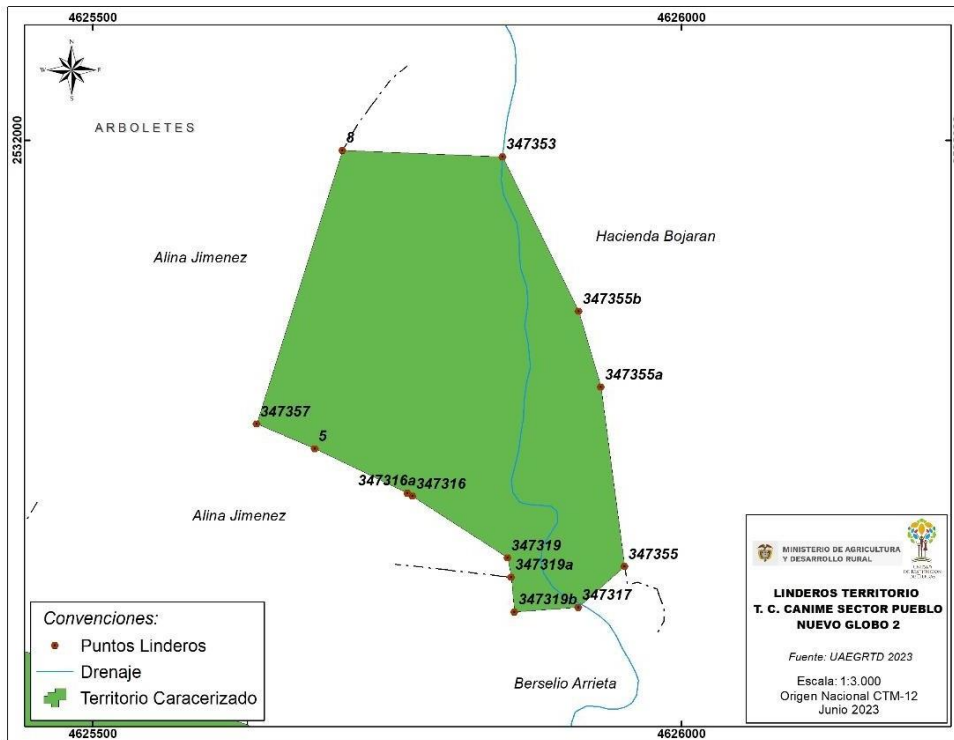 4625500
4626000
N
W
E
S
ARBOLETES
2532000
8
347353
Hacienda Bojaran
Alina Jimenez
347355b
347355a
347357
5
347316a
347316
Alina Jimenez
347319
347355
347319a
347319b
347317
Berselio Arrieta
Convenciones:
Puntos Linderos
Drenaje
Territorio Caracerizado
MINISTERIO DE AGRICULTURA
Y DESARROLLO RURAL
LINDEROS TERRITORIO
T. C. CANIME SECTOR PUEBLO
NUEVO GLOBO 2
Fuente: UAEGRTD 2023
Escala: 1:3.000
Origen Nacional CTM-12
Junio 2023
4625500
4626000